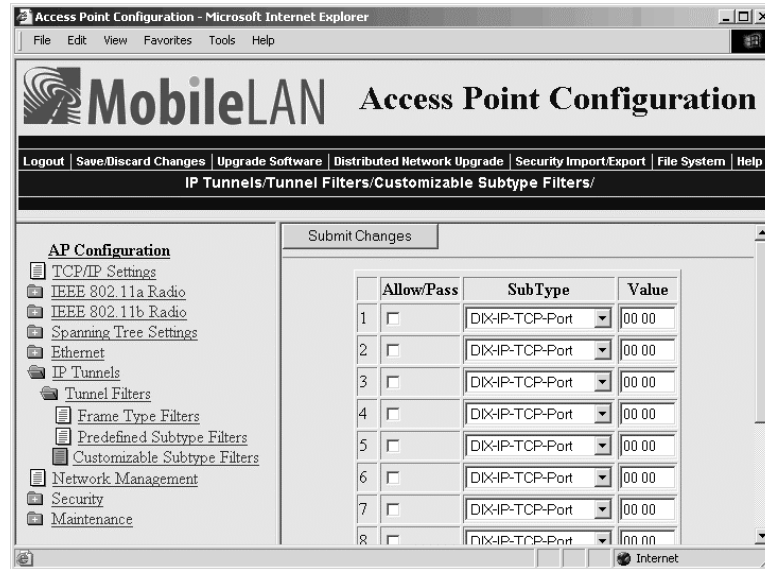 Access Point Configuration - Microsoft Internet Explorer
File Edit View Favorites Tools Help
MobileLAN Access Point Configuration
Logout | Save/Discard Changes | Upgrade Software | Distributed Network Upgrade | Security Import/Export | File System | Help
IP Tunnels/Tunnel Filters/Customizable Subtype Filters/
AP Configuration
TCP/IP Settings
IEEE 802.11a Radio
IEEE 802.11b Radio
Spanning Tree Settings
Ethernet
IP Tunnels
Tunnel Filters
Frame Type Filters
Predefined Subtype Filters
Customizable Subtype Filters
Network Management
Security
Maintenance
Submit Changes
Allow/Pass SubType Value
1 DIX-IP-TCP-Port 00 00
2 DIX-IP-TCP-Port 00 00
3 DIX-IP-TCP-Port 00 00
4 DIX-IP-TCP-Port 00 00
5 DIX-IP-TCP-Port 00 00
6 DIX-IP-TCP-Port 00 00
7 DIX-IP-TCP-Port 00 00
8 DIX-IP-TCP-Port 00 00
Internet